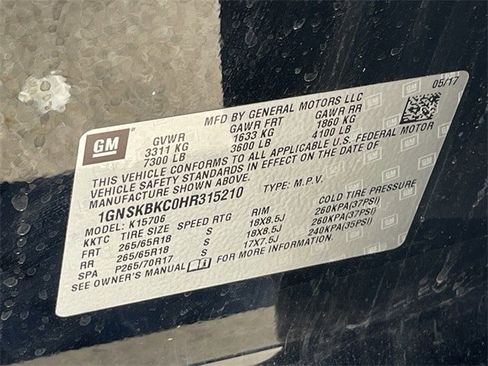 GM
MFD BY GENERAL MOTORS LLC
05/17
GVWR GAWR FRT GAWR RR
3311 KG 1633 KG 1860 KG
7300 LB 3600 LB 4100 LB
THIS VEHICLE CONFORMS TO ALL APPLICABLE U.S. FEDERAL MOTOR
VEHICLE SAFETY STANDARDS IN EFFECT ON THE DATE OF
MANUFACTURE SHOWN ABOVE.
1GNSKBKC0HR315210 TYPE: M.P.V.
MODEL: K15706
KKTC TIRE SIZE SPEED RTG RIM COLD TIRE PRESSURE
FRT 265/65R18 S 18X8.5J 260KPA(37PSI)
RR 265/65R18 S 18X8.5J 260KPA(37PSI)
SPA P265/70R17 S 17X7.5J 240KPA(35PSI)
SEE OWNER'S MANUAL FOR MORE INFORMATION.